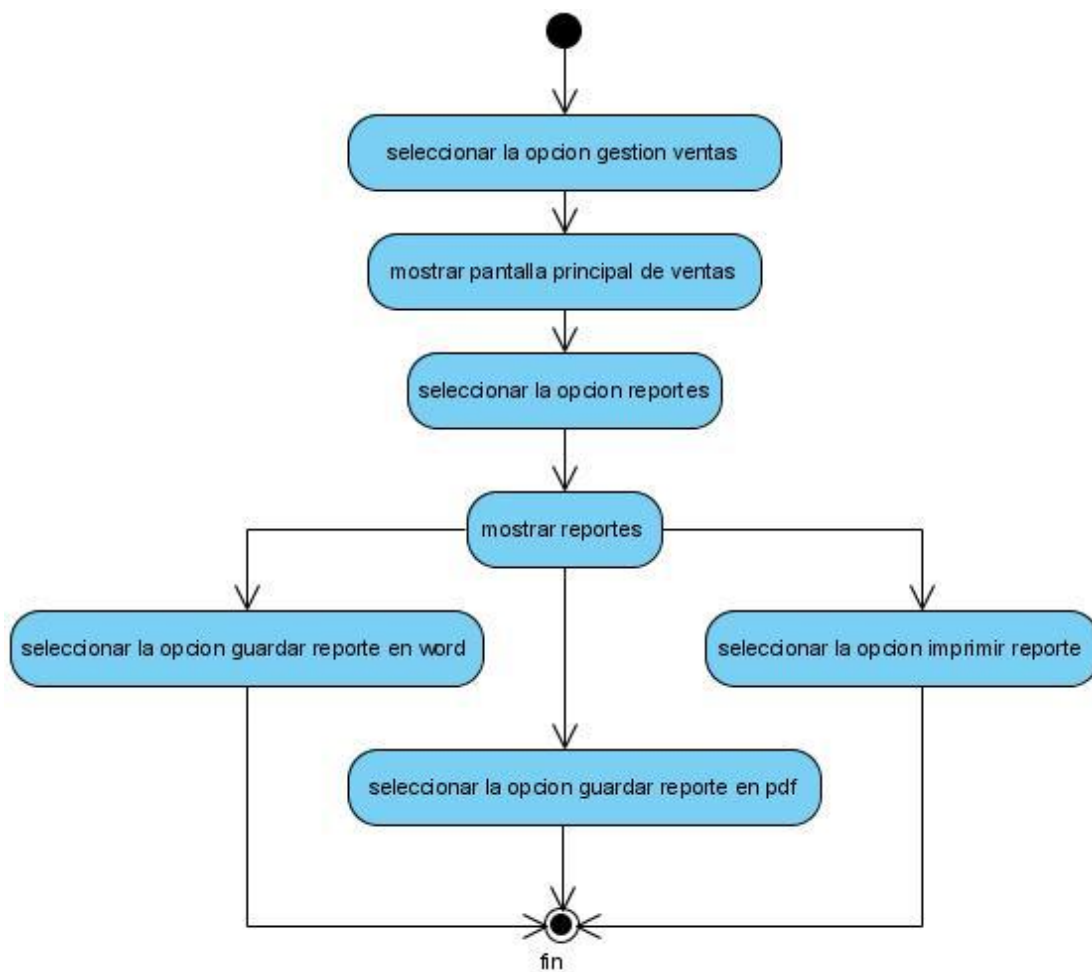 seleccionar la opcion gestion ventas
mostrar pantalla principal de ventas
seleccionar la opcion reportes
mostrar reportes
seleccionar la opcion guardar reporte en word
seleccionar la opcion imprimir reporte
seleccionar la opcion guardar reporte en pdf
fin